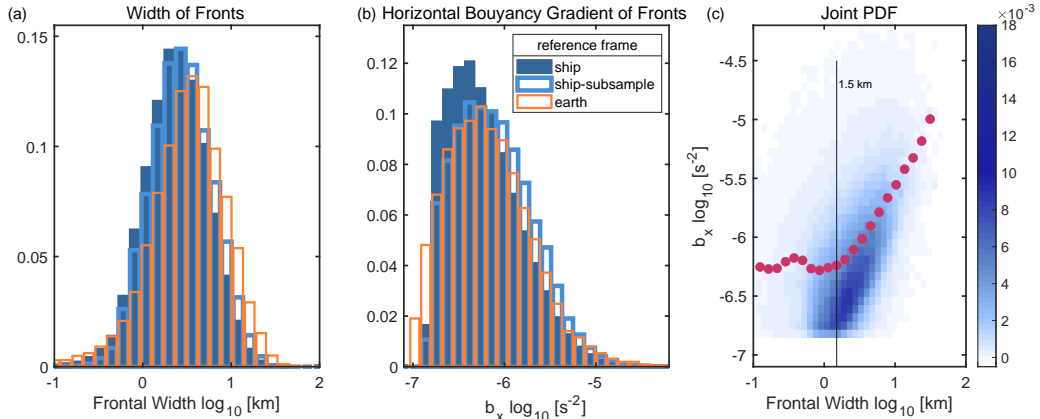 (a)
Width of Fronts
0.15
0.1
0.05
0
-1
0
1
2
Frontal Width log10 [km]
(b)
Horizontal Bouyancy Gradient of Fronts
reference frame
ship
ship-subsample
earth
0.12
0.1
0.08
0.06
0.04
0.02
0
-7
-6
-5
bx log10 [s-2]
(c)
Joint PDF
1.5 km
-4.5
-5
-5.5
-6
-6.5
-7
bx log10 [s-2]
-1
0
1
2
Frontal Width log10 [km]
18
×10-3
16
14
12
10
8
6
4
2
0